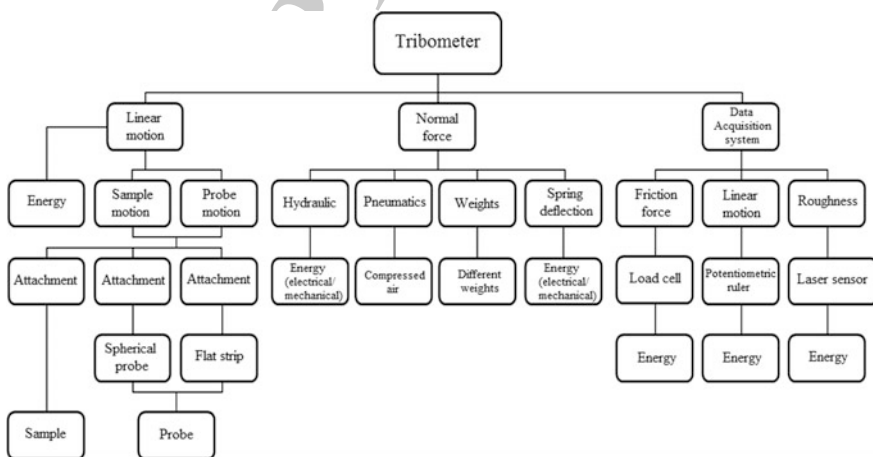 Tribometer
Linear
motion
Normal
force
Data
Acquisition
system
Energy
Sample
motion
Probe
motion
Hydraulic
Pneumatics
Weights
Spring
deflection
Friction
force
Linear
motion
Roughness
Attachment
Attachment
Attachment
Energy
(electrical/
mechanical)
Compressed
air
Different
weights
Energy
(electrical/
mechanical)
Load cell
Potentiometric
ruler
Laser sensor
Spherical
probe
Flat strip
Energy
Energy
Energy
Sample
Probe